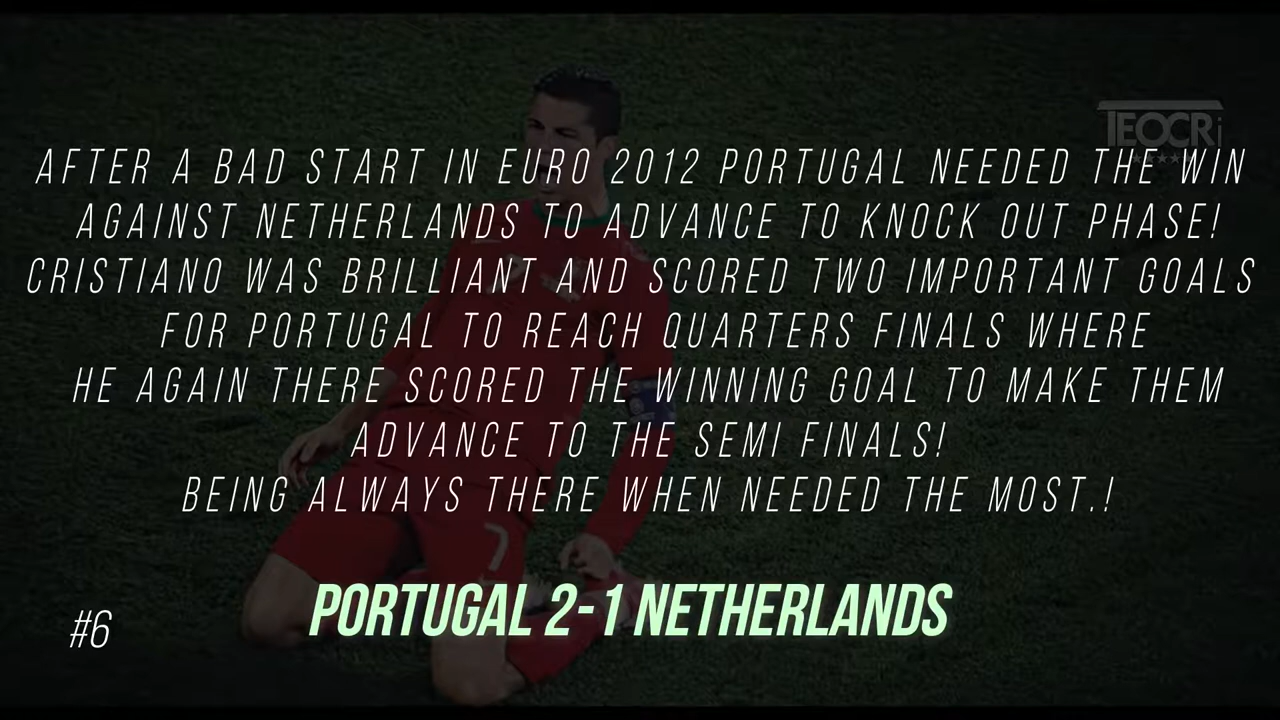 TEOCRi
AFTER A BAD START IN EURO 2012 PORTUGAL NEEDED THE WIN
AGAINST NETHERLANDS TO ADVANCE TO KNOCK OUT PHASE!
CRISTIANO WAS BRILLIANT AND SCORED TWO IMPORTANT GOALS
FOR PORTUGAL TO REACH QUARTERS FINALS WHERE
HE AGAIN THERE SCORED THE WINNING GOAL TO MAKE THEM
ADVANCE TO THE SEMI FINALS!
BEING ALWAYS THERE WHEN NEEDED THE MOST.!
7
#6
PORTUGAL 2-1 NETHERLANDS